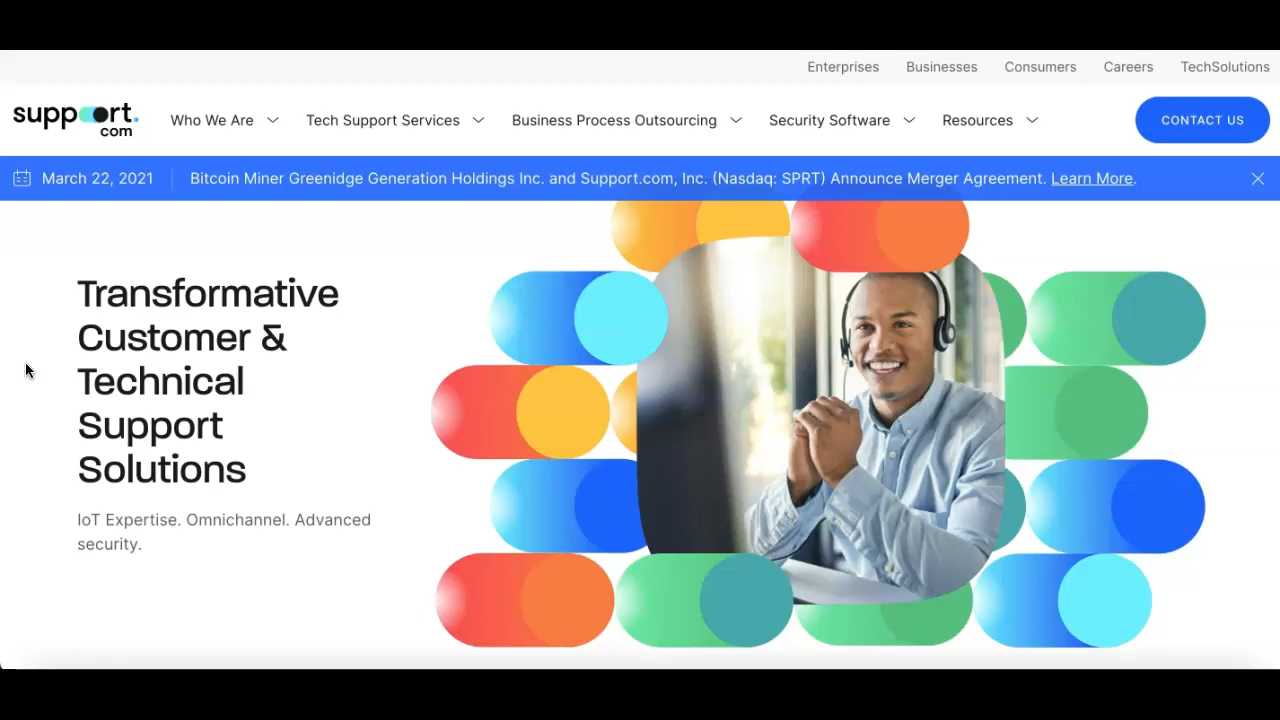 Enterprises Businesses Consumers Careers TechSolutions
support.com
Who We Are Tech Support Services Business Process Outsourcing Security Software Resources CONTACT US
March 22, 2021 Bitcoin Miner Greenidge Generation Holdings Inc. and Support.com, Inc. (Nasdaq: SPRT) Announce Merger Agreement. Learn More.
Transformative
Customer &
Technical
Support
Solutions
IoT Expertise. Omnichannel. Advanced
security.